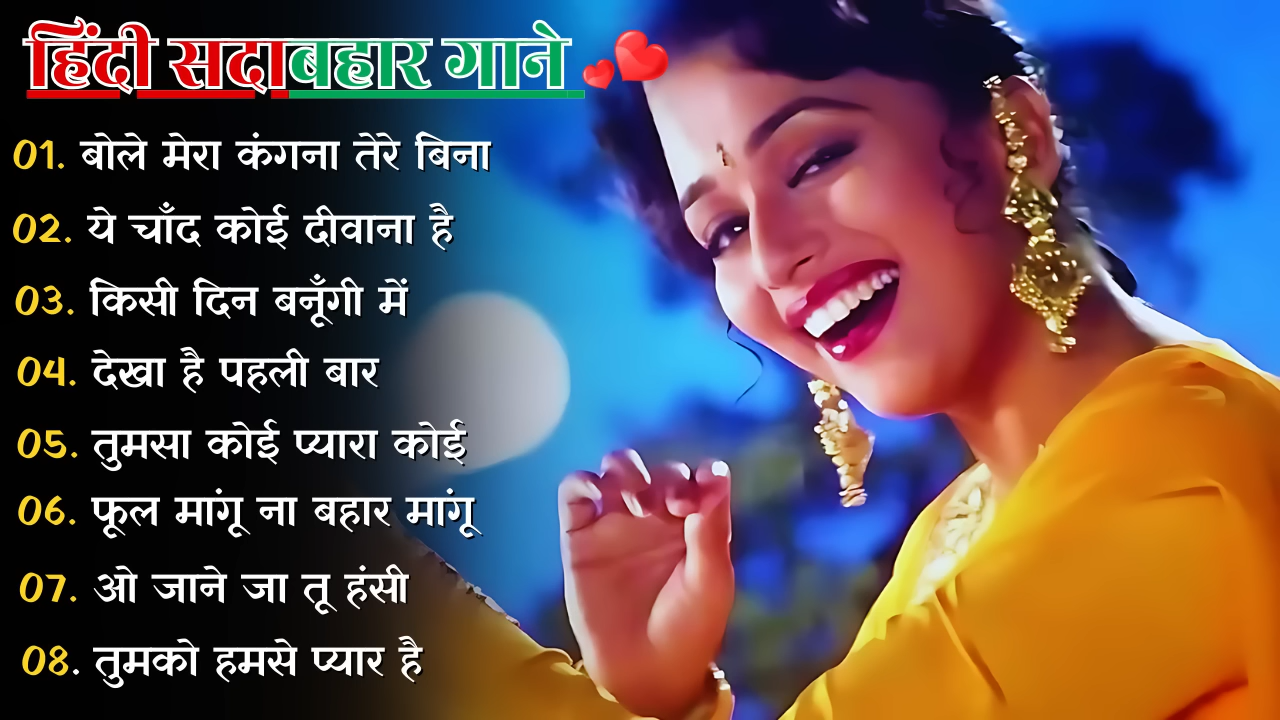 हिंदी सदाबहार गाने
01. बोले मेरा कंगना तेरे बिना
02. ये चाँद कोई दीवाना है
03. किसी दिन बनूँगी में
04. देखा है पहली बार
05. तुमसा कोई प्यारा कोई
06. फूल मांगू ना बहार मांगू
07. ओ जाने जा तू हंसी
08. तुमको हमसे प्यार है